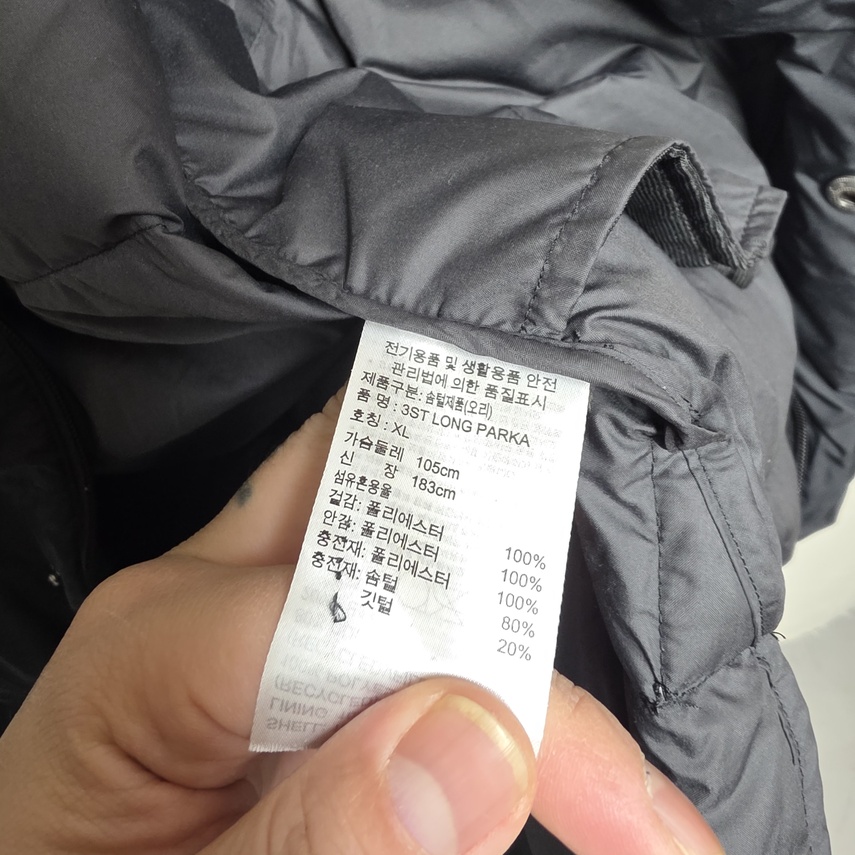 전기용품 및 생활용품 안전
관리법에 의한 품질표시
제품구분: 솜털제품(오리)
품 명 : 3ST LONG PARKA
호칭 : XL
가슴둘레 105cm
신 장 183cm
섬유혼용율
겉감: 폴리에스터 100%
안감: 폴리에스터 100%
충전재: 폴리에스터 100%
충전재: 솜털 80%
깃털 20%